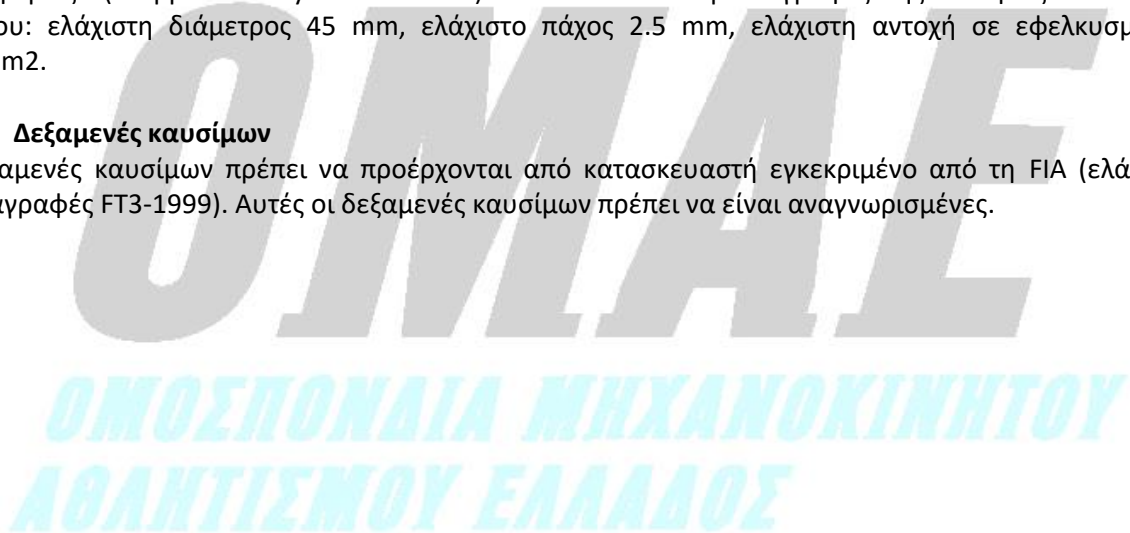 ου: ελάχιστη διάμετρος 45 mm, ελάχιστο πάχος 2.5 mm, ελάχιστη αντοχή σε εφελκυσμ
m2.
Δεξαμενές καυσίμων
αμενές καυσίμων πρέπει να προέρχονται από κατασκευαστή εγκεκριμένο από τη FIA (ελά
αγραφές FT3-1999). Αυτές οι δεξαμενές καυσίμων πρέπει να είναι αναγνωρισμένες.
OMAE
ΟΜΟΣΠΟΝΔΙΑ ΜΗΧΑΝΟΚΙΝΗΤΟΥ
ΑΘΛΗΤΙΣΜΟΥ ΕΛΛΑΔΟΣ